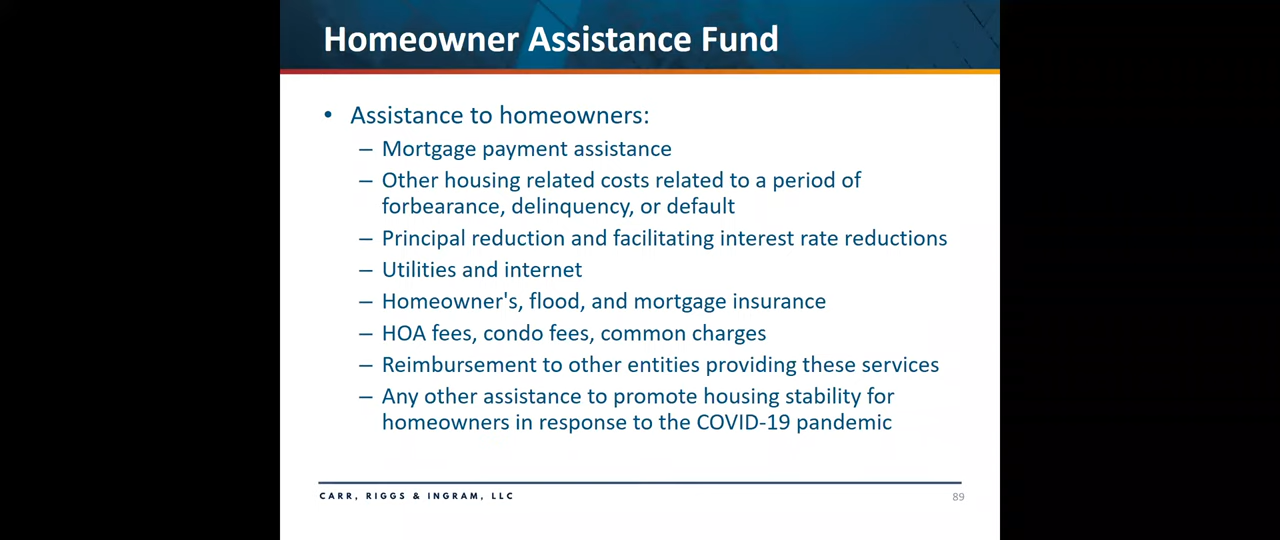 Homeowner Assistance Fund
• Assistance to homeowners:
– Mortgage payment assistance
– Other housing related costs related to a period of
forbearance, delinquency, or default
– Principal reduction and facilitating interest rate reductions
– Utilities and internet
– Homeowner's, flood, and mortgage insurance
– HOA fees, condo fees, common charges
– Reimbursement to other entities providing these services
– Any other assistance to promote housing stability for
homeowners in response to the COVID-19 pandemic
CARR, RIGGS & INGRAM, LLC
89